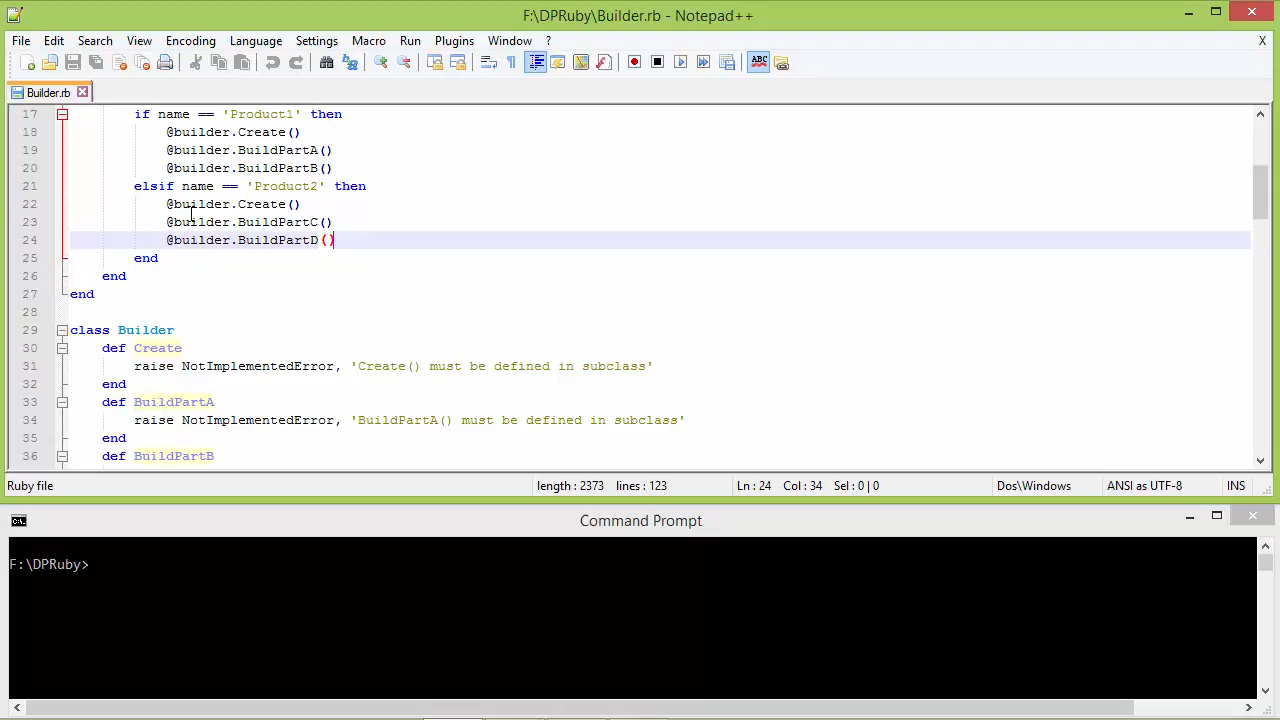 F:\DPRuby\Builder.rb - Notepad++
File Edit Search View Encoding Language Settings Macro Run Plugins Window ? X
ABC
Builder.rb
17 if name == 'Product1' then
18 @builder.Create()
19 @builder.BuildPartA()
20 @builder.BuildPartB()
21 elsif name == 'Product2' then
22 @builder.Create()
23 @builder.BuildPartC()
24 @builder.BuildPartD()
25 end
26 end
27 end
28
29 class Builder
30 def Create
31 raise NotImplementedError, 'Create() must be defined in subclass'
32 end
33 def BuildPartA
34 raise NotImplementedError, 'BuildPartA() must be defined in subclass'
35 end
36 def BuildPartB
Ruby file length : 2373 lines : 123 Ln : 24 Col : 34 Sel : 0 | 0 Dos\Windows ANSI as UTF-8 INS
Command Prompt
F:\DPRuby>